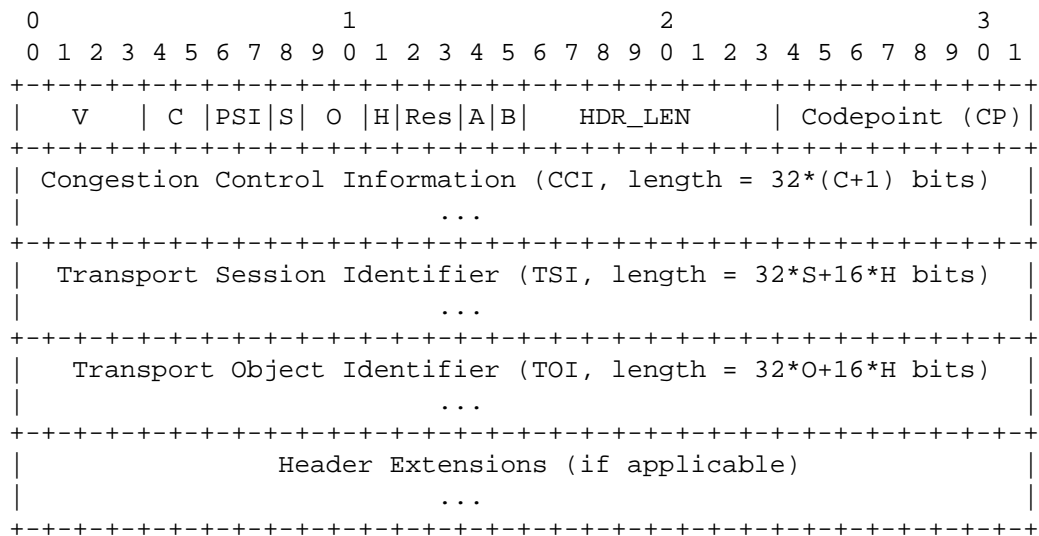 0                   1                   2                   3
 0 1 2 3 4 5 6 7 8 9 0 1 2 3 4 5 6 7 8 9 0 1 2 3 4 5 6 7 8 9 0 1
+-+-+-+-+-+-+-+-+-+-+-+-+-+-+-+-+-+-+-+-+-+-+-+-+-+-+-+-+-+-+-+-+
|   V   | C |PSI|S| O |H|Res|A|B|   HDR_LEN     | Codepoint (CP)|
+-+-+-+-+-+-+-+-+-+-+-+-+-+-+-+-+-+-+-+-+-+-+-+-+-+-+-+-+-+-+-+-+
| Congestion Control Information (CCI, length = 32*(C+1) bits)  |
|                          ...                                  |
+-+-+-+-+-+-+-+-+-+-+-+-+-+-+-+-+-+-+-+-+-+-+-+-+-+-+-+-+-+-+-+-+
|  Transport Session Identifier (TSI, length = 32*S+16*H bits)  |
|                          ...                                  |
+-+-+-+-+-+-+-+-+-+-+-+-+-+-+-+-+-+-+-+-+-+-+-+-+-+-+-+-+-+-+-+-+
|   Transport Object Identifier (TOI, length = 32*O+16*H bits)  |
|                          ...                                  |
+-+-+-+-+-+-+-+-+-+-+-+-+-+-+-+-+-+-+-+-+-+-+-+-+-+-+-+-+-+-+-+-+
|                Header Extensions (if applicable)              |
|                          ...                                  |
+-+-+-+-+-+-+-+-+-+-+-+-+-+-+-+-+-+-+-+-+-+-+-+-+-+-+-+-+-+-+-+-+